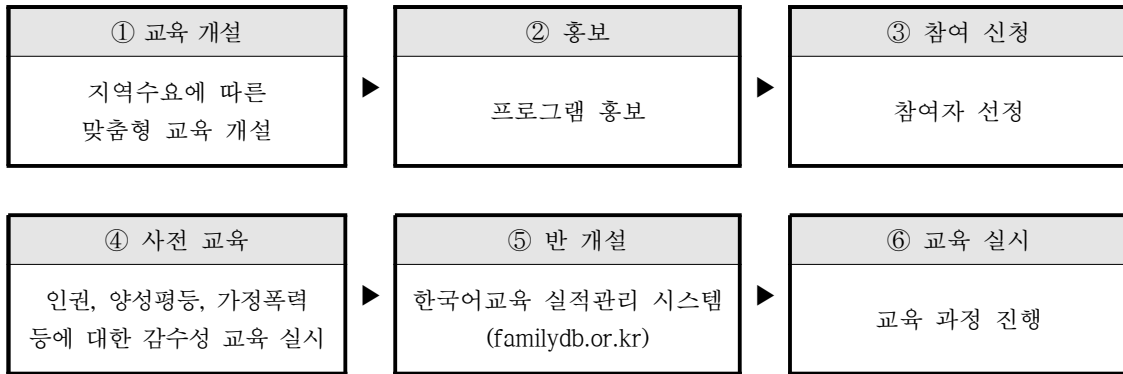 ① 교육 개설
지역수요에 따른
맞춤형 교육 개설
▶
② 홍보
프로그램 홍보
▶
③ 참여 신청
참여자 선정
④ 사전 교육
인권, 양성평등, 가정폭력
등에 대한 감수성 교육 실시
▶
⑤ 반 개설
한국어교육 실적관리 시스템
(familydb.or.kr)
▶
⑥ 교육 실시
교육 과정 진행